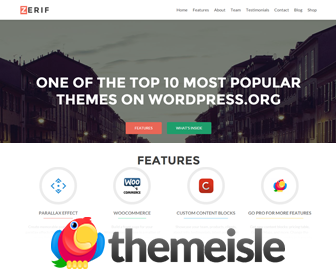 ZERIF
Home Features About Team Testimonials Contact Blog Shop
ONE OF THE TOP 10 MOST POPULAR
THEMES ON WORDPRESS.ORG
FEATURES WHAT'S INSIDE
FEATURES
WOO
COMMERCE
C
PARALLAX EFFECT WOOCOMMERCE CUSTOM CONTENT BLOCKS GO PRO FOR MORE FEATURES
themeisle